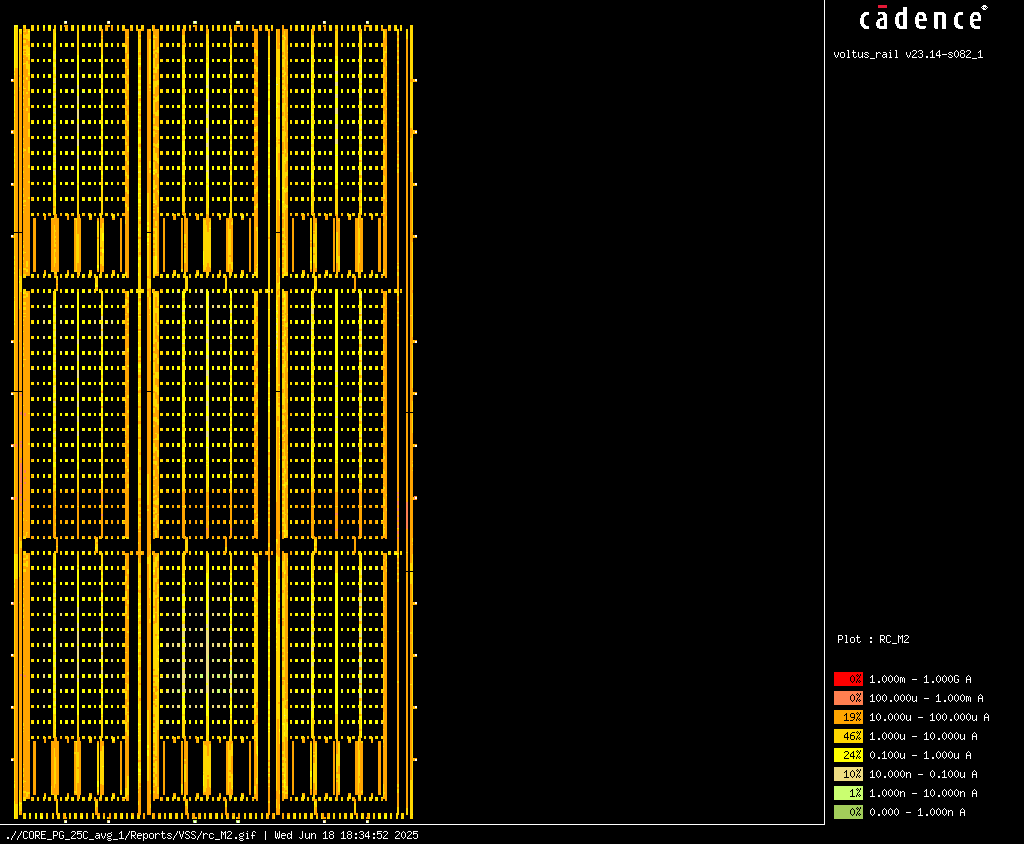 cādence®
voltus_rail v23.14-s082_1
Plot : RC_M2
0% 1.000m - 1.000G A
0% 100.000u - 1.000m A
19% 10.000u - 100.000u A
46% 1.000u - 10.000u A
24% 0.100u - 1.000u A
10% 10.000n - 0.100u A
1% 1.000n - 10.000n A
0% 0.000 - 1.000n A
.//CORE_PG_25C_avg_1/Reports/VSS/rc_M2.gif | Wed Jun 18 18:34:52 2025